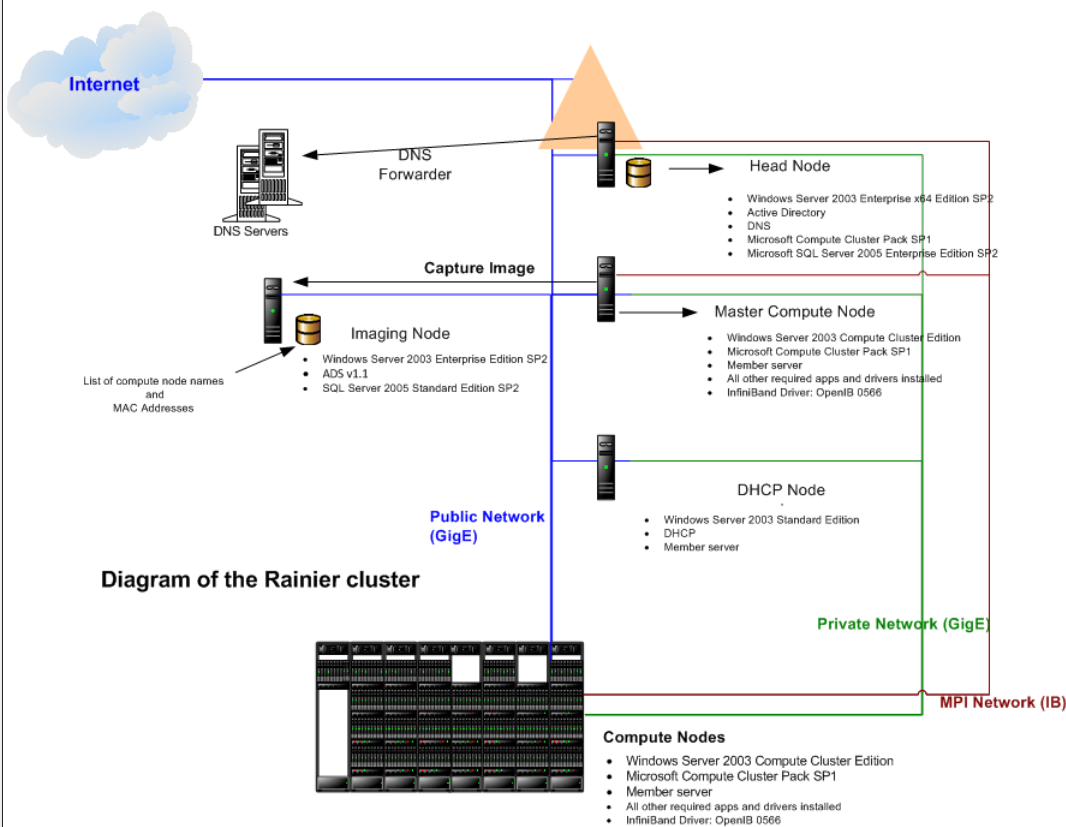 Internet
DNS
Forwarder
DNS Servers
Head Node
Windows Server 2003 Enterprise x64 Edition SP2
Active Directory
DNS
Microsoft Compute Cluster Pack SP1
Microsoft SQL Server 2005 Enterprise Edition SP2
Capture Image
Master Compute Node
Windows Server 2003 Compute Cluster Edition
Microsoft Compute Cluster Pack SP1
Member server
All other required apps and drivers installed
InfiniBand Driver: OpenIB 0566
Imaging Node
Windows Server 2003 Enterprise Edition SP2
ADS v1.1
SQL Server 2005 Standard Edition SP2
List of compute node names
and
MAC Addresses
DHCP Node
Windows Server 2003 Standard Edition
DHCP
Member server
Public Network
(GigE)
Diagram of the Rainier cluster
Private Network (GigE)
MPI Network (IB)
Compute Nodes
Windows Server 2003 Compute Cluster Edition
Microsoft Compute Cluster Pack SP1
Member server
All other required apps and drivers installed
InfiniBand Driver: OpenIB 0566